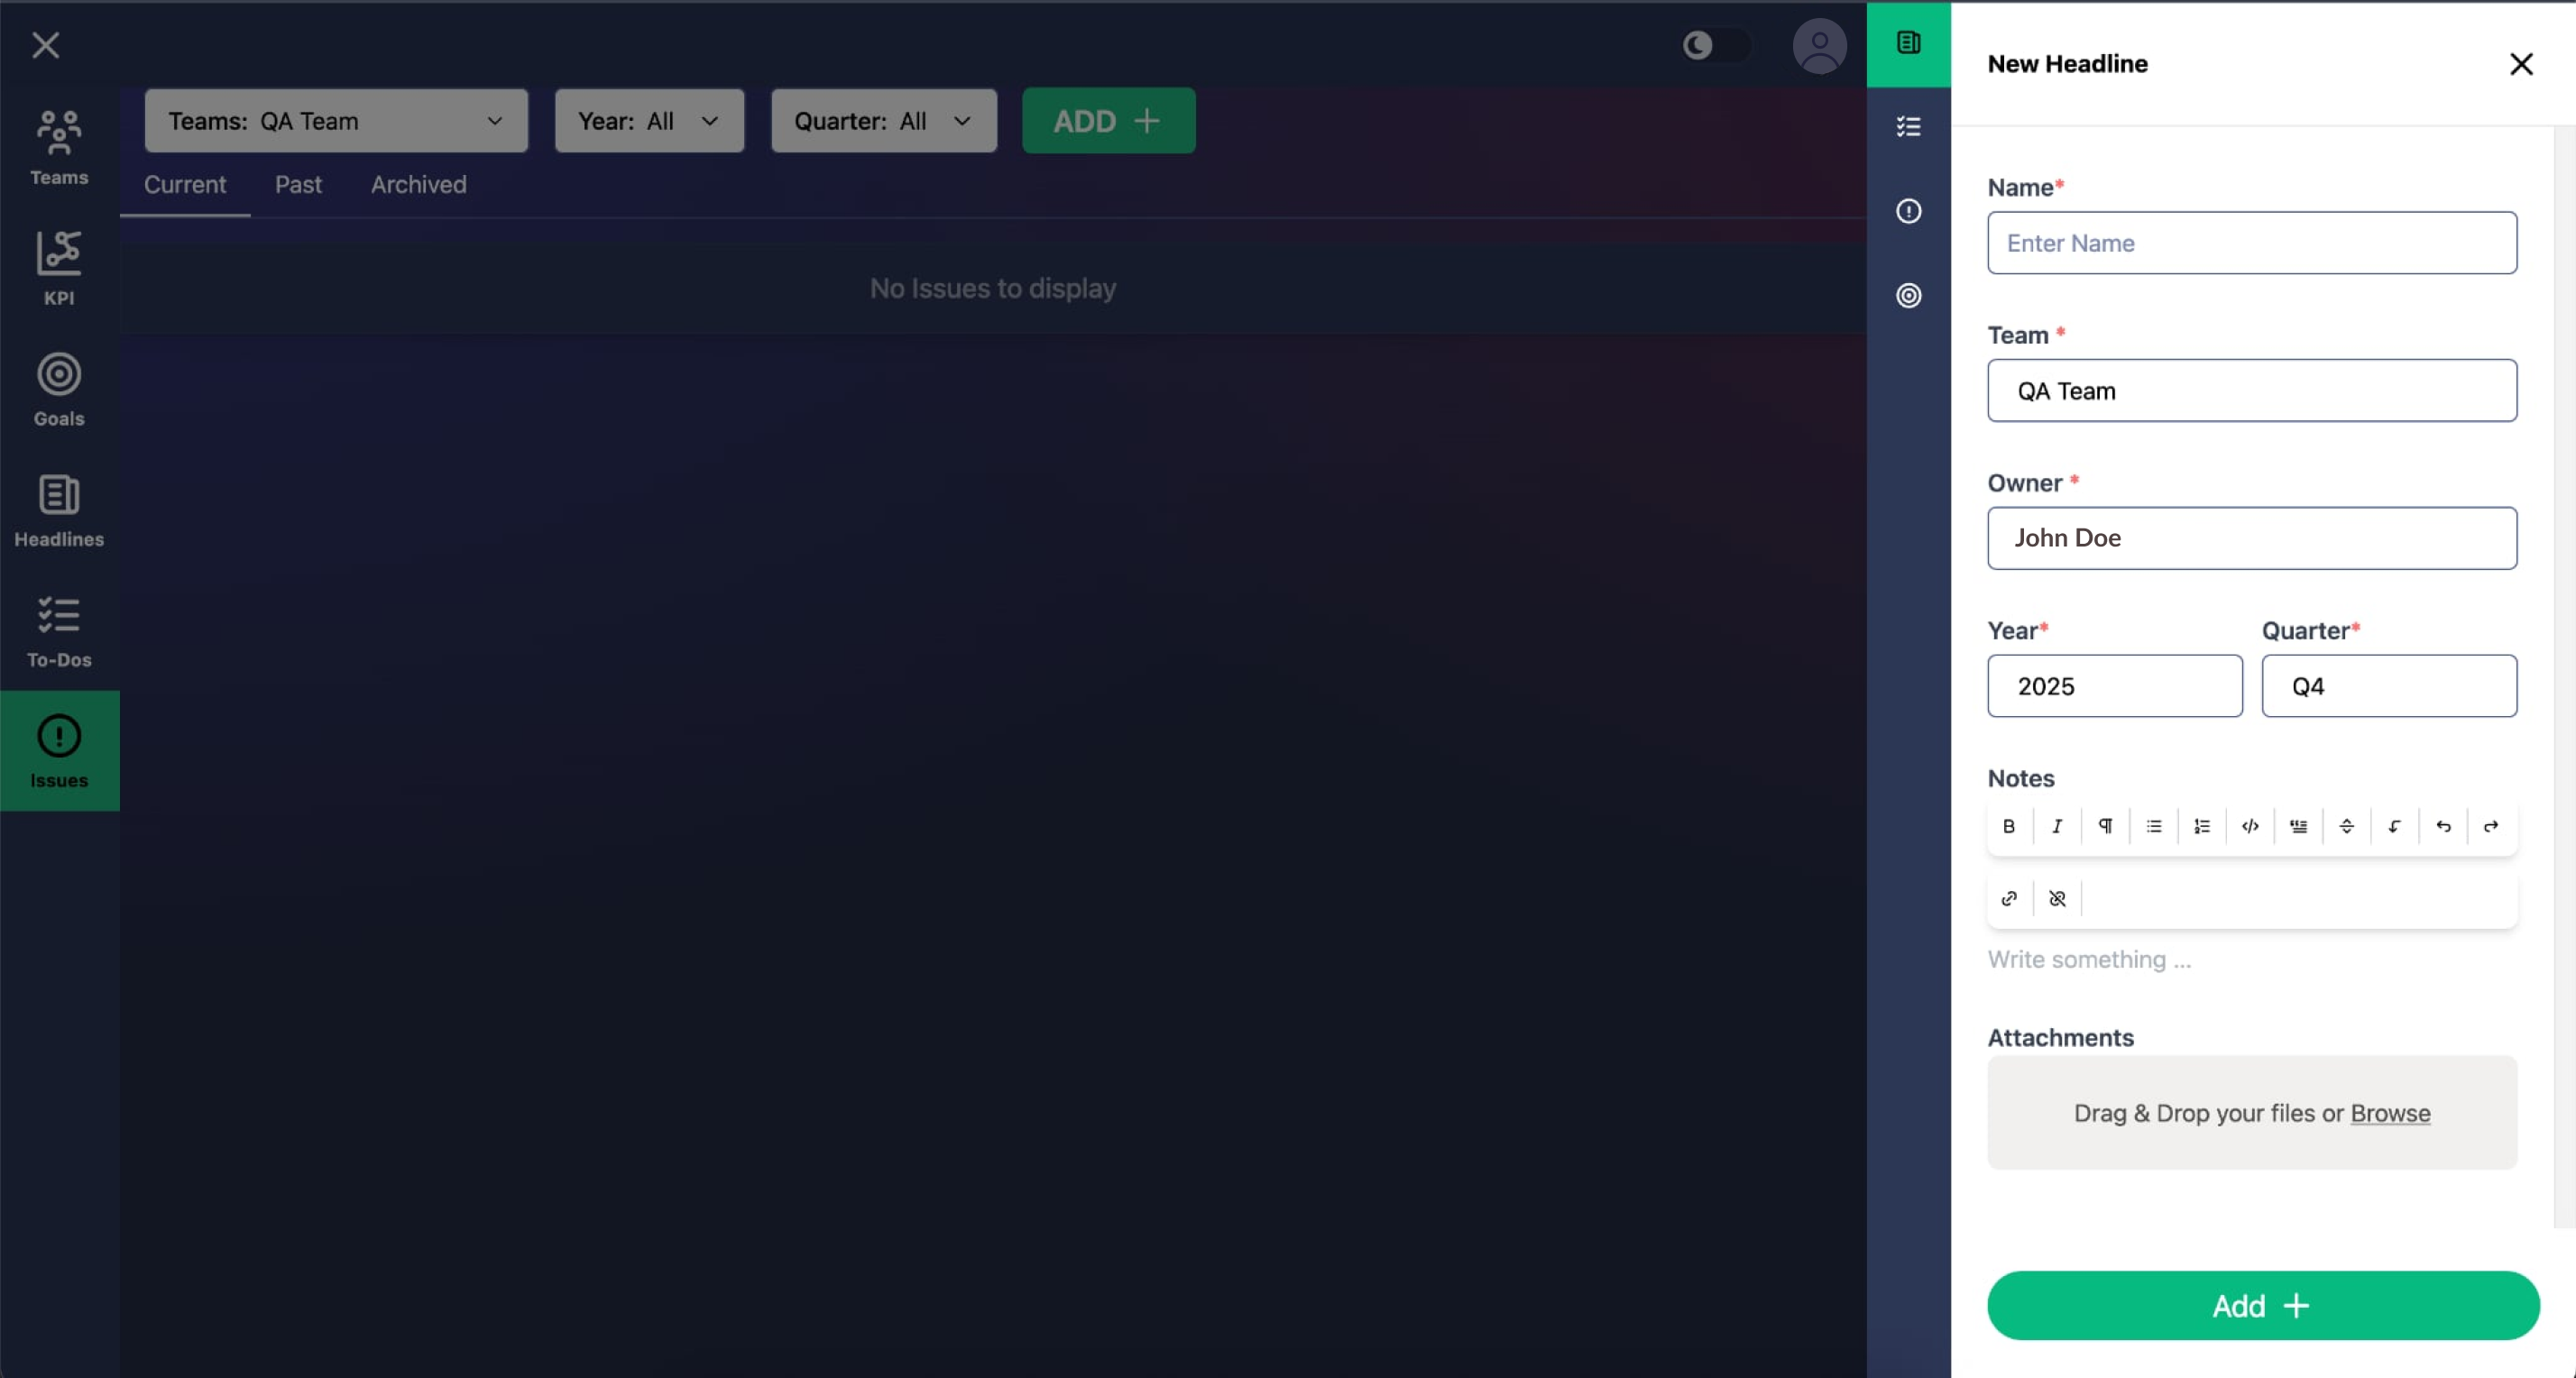 Teams: QA Team
Year: All
Quarter: All
ADD
Current
Past
Archived
No Issues to display
Teams
KPI
Goals
Headlines
To-Dos
Issues
New Headline
Name*
Enter Name
Team *
QA Team
Owner *
John Doe
Year*
Quarter*
2025
Q4
Notes
Write something ...
Attachments
Drag & Drop your files or Browse
Add +